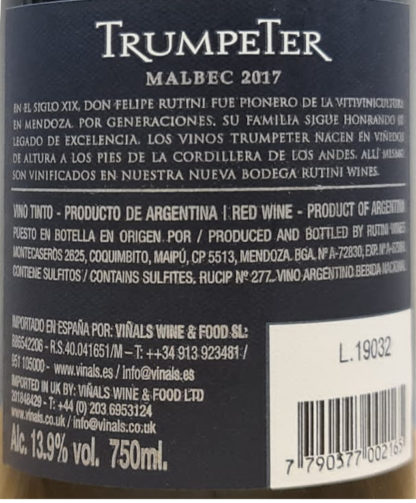 TRUMPETER
MALBEC 2017
EN EL SIGLO XIX, DON FELIPE RUTINI FUE PIONERO DE LA VITIVINICULTURA
EN MENDOZA. POR GENERACIONES, SU FAMILIA SIGUE HONRANDO
LEGADO DE EXCELENCIA. LOS VINOS TRUMPETER NACEN EN VIÑEDOS
DE ALTURA A LOS PIES DE LA CORDILLERA DE LOS ANDES. ALLÍ MISMO
SON VINIFICADOS EN NUESTRA NUEVA BODEGA RUTINI WINES.
VINO TINTO - PRODUCTO DE ARGENTINA | RED WINE - PRODUCT OF ARGENTINA
PUESTO EN BOTELLA EN ORIGEN POR / PRODUCED AND BOTTLED BY RUTINI WINES
MONTECASEROS 2625, COQUIMBITO, MAIPÚ, CP 5513, MENDOZA. BGA. Nº A-72830, EXP. Nº
CONTIENE SULFITOS / CONTAINS SULFITES. RUCIP Nº 277. VINO ARGENTINO BEBIDA NACIONAL
IMPORTADO EN ESPAÑA POR: VIÑALS WINE & FOOD SL:
B65542206 - R.S.40.041651/M – T: ++34 913 923481 /
951 105000 - www.vinals.es / info@vinals.es
IMPORTED IN UK BY: VIÑALS WINE & FOOD LTD
201848429 - T: +44 (0) 203 6953124
www.vinals.co.uk / info@vinals.co.uk
Alc. 13.9% vol. 750ml.
L.19032
7 790577 002165